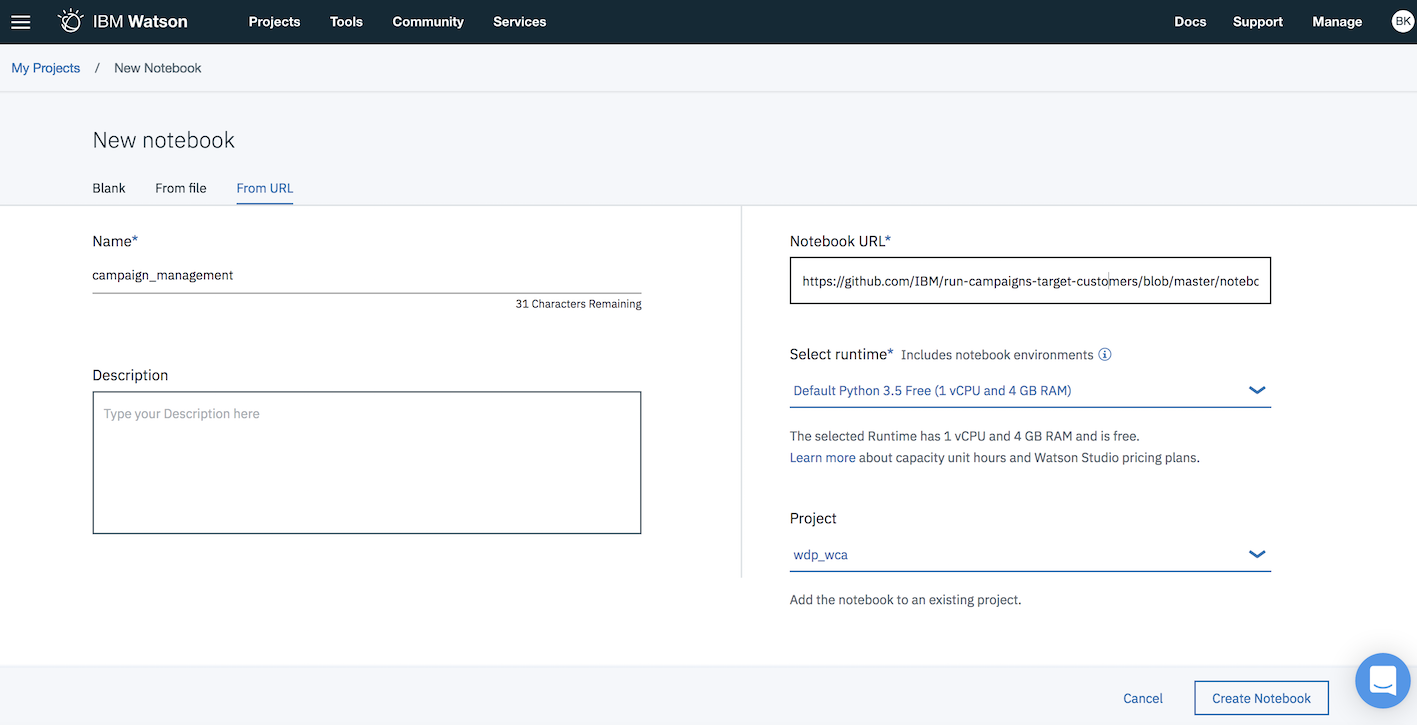 IBM Watson Projects Tools Community Services Docs Support Manage BK
My Projects / New Notebook
New notebook
Blank From file From URL
Name*
campaign_management
31 Characters Remaining
Description
Type your Description here
Notebook URL*
https://github.com/IBM/run-campaigns-target-customers/blob/master/notebo
Select runtime* Includes notebook environments
Default Python 3.5 Free (1 vCPU and 4 GB RAM)
The selected Runtime has 1 vCPU and 4 GB RAM and is free.
Learn more about capacity unit hours and Watson Studio pricing plans.
Project
wdp_wca
Add the notebook to an existing project.
Cancel Create Notebook